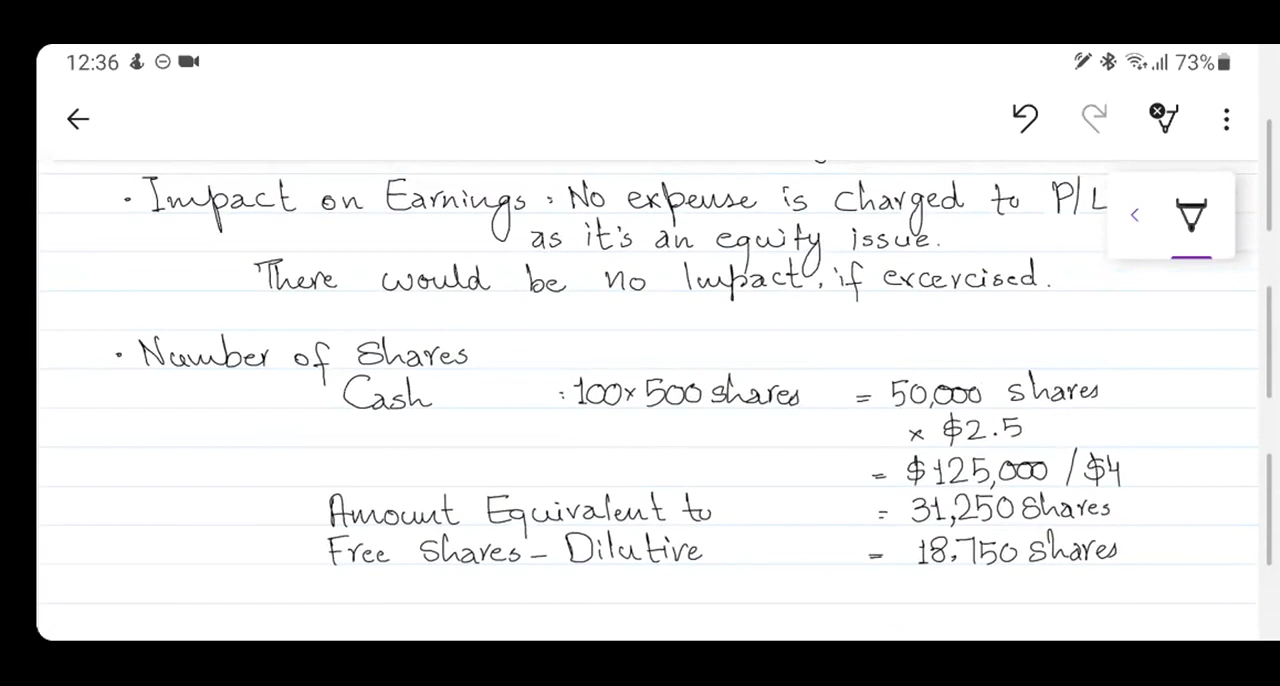 12:36
73%
· Impact on Earnings : No expense is charged to P/L
as it's an equity issue.
There would be no Impact, if excercised.
· Number of Shares
Cash : 100 x 500 shares = 50,000 shares
x $2.5
= $125,000 / $4
Amount Equivalent to = 31,250 Shares
Free Shares - Dilutive = 18,750 shares